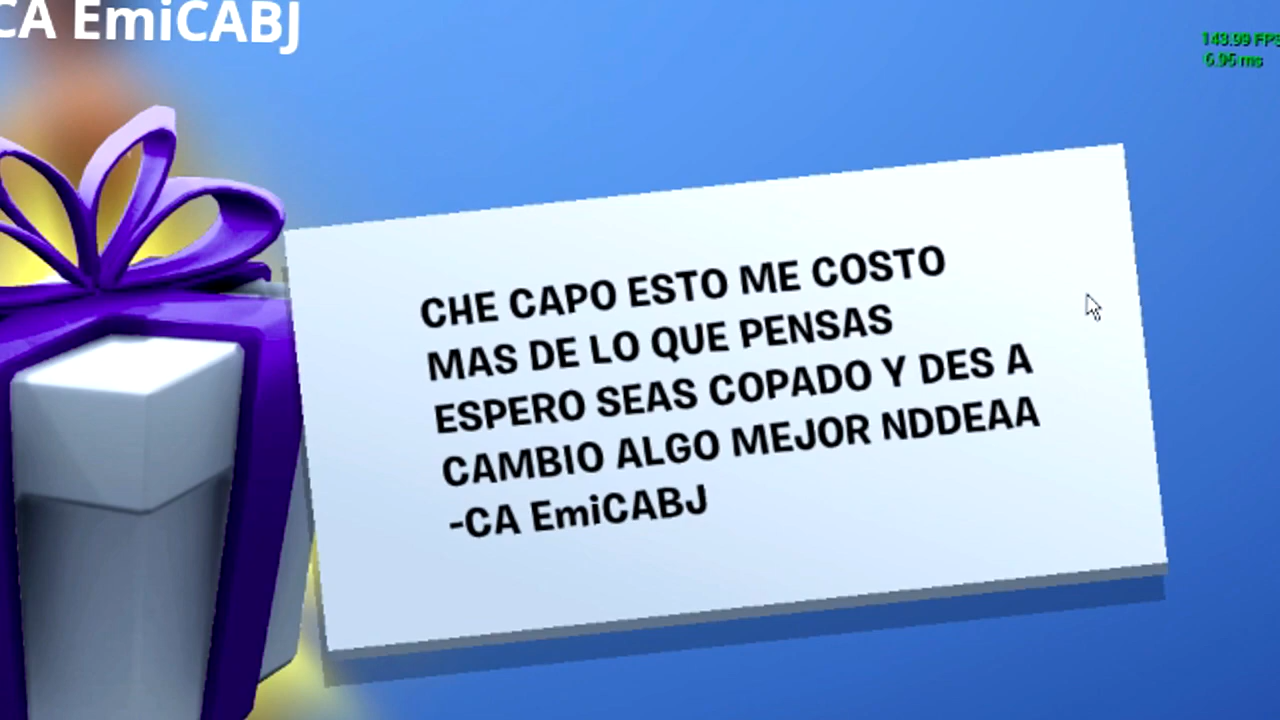 CA EmiCABJ
143.99 FPS
6.95 ms
CHE CAPO ESTO ME COSTO
MAS DE LO QUE PENSAS
ESPERO SEAS COPADO Y DES A
CAMBIO ALGO MEJOR NDDEAA
-CA EmiCABJ